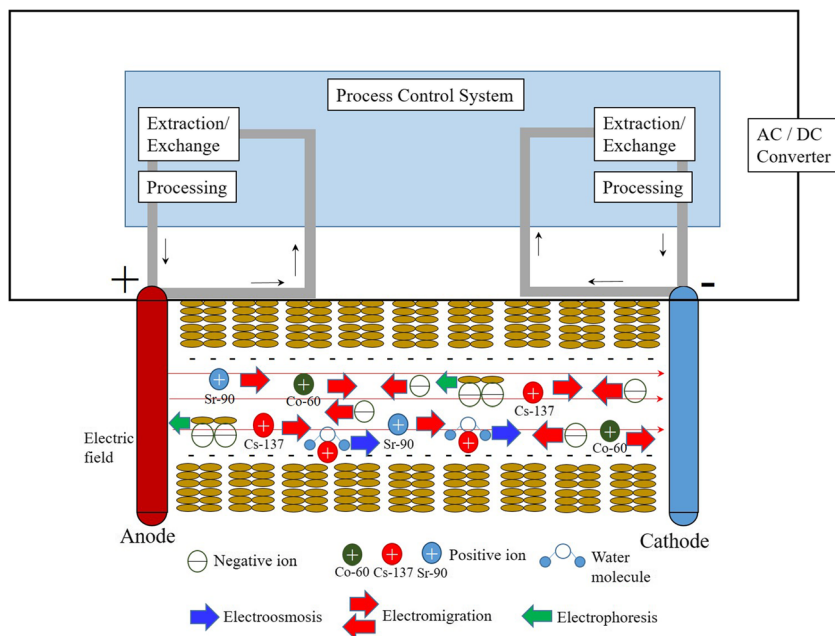 Process Control System
Extraction/
Exchange
Processing
Extraction/
Exchange
Processing
AC / DC
Converter
+
-
Sr-90
Co-60
Cs-137
Cs-137
Sr-90
Co-60
Electric
field
Anode
Cathode
Negative ion
Co-60 Cs-137 Sr-90
Positive ion
Water
molecule
Electroosmosis
Electromigration
Electrophoresis